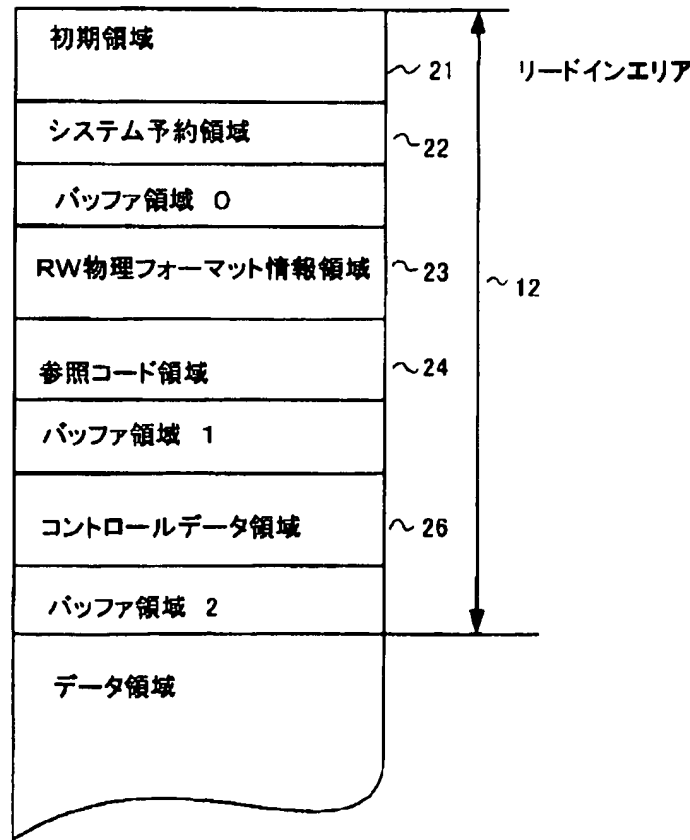 初期領域
～21 リードインエリア
システム予約領域
～22
バッファ領域 0
RW物理フォーマット情報領域 ～23
～12
参照コード領域 ～24
バッファ領域 1
コントロールデータ領域 ～26
バッファ領域 2
データ領域